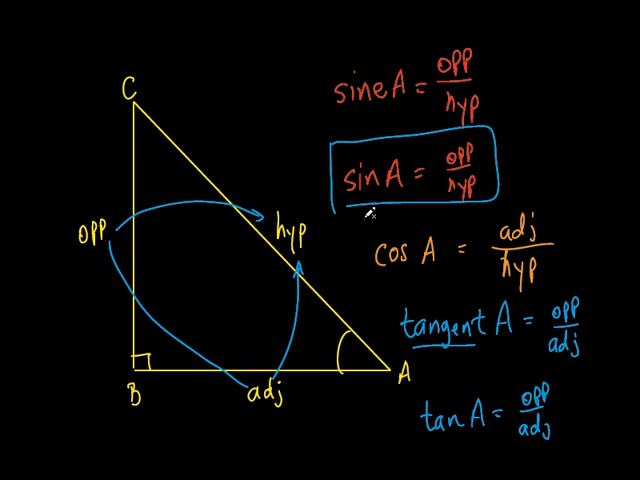 C
sine A = opp/hyp
sin A = opp/hyp
opp
hyp
cos A = adj/hyp
tangent A = opp/adj
B
adj
A
tan A = opp/adj